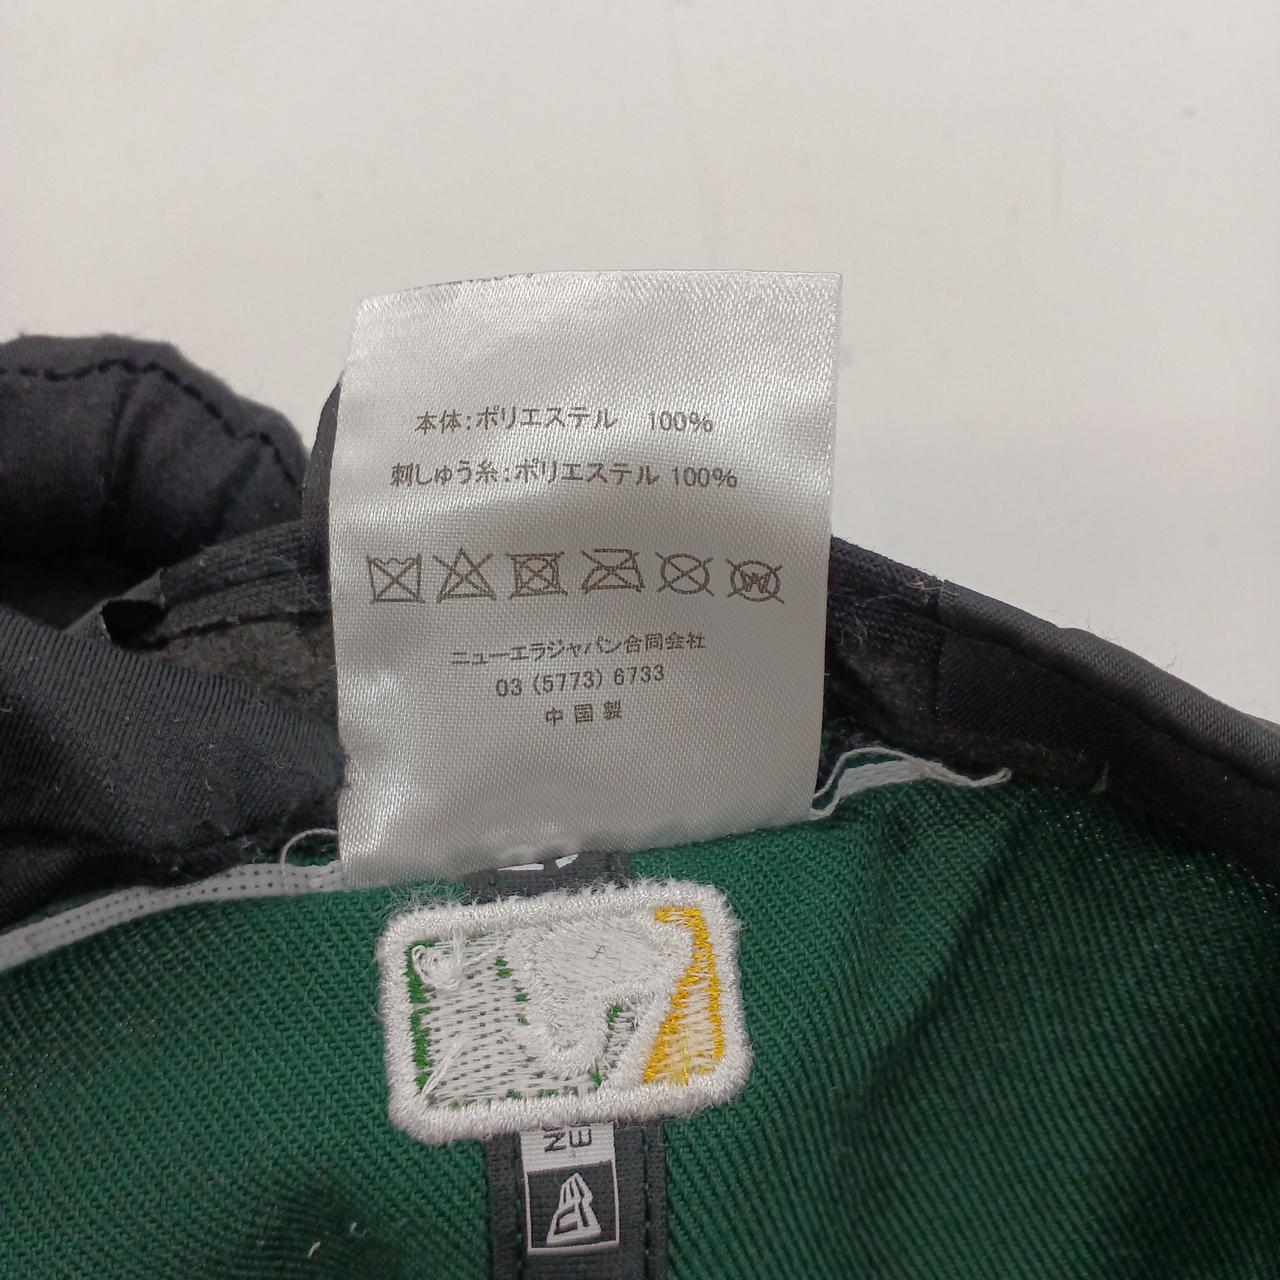 本体:ポリエステル 100%
刺しゅう糸:ポリエステル 100%
W
ニューエラジャパン合同会社
03 (5773) 6733
中国製